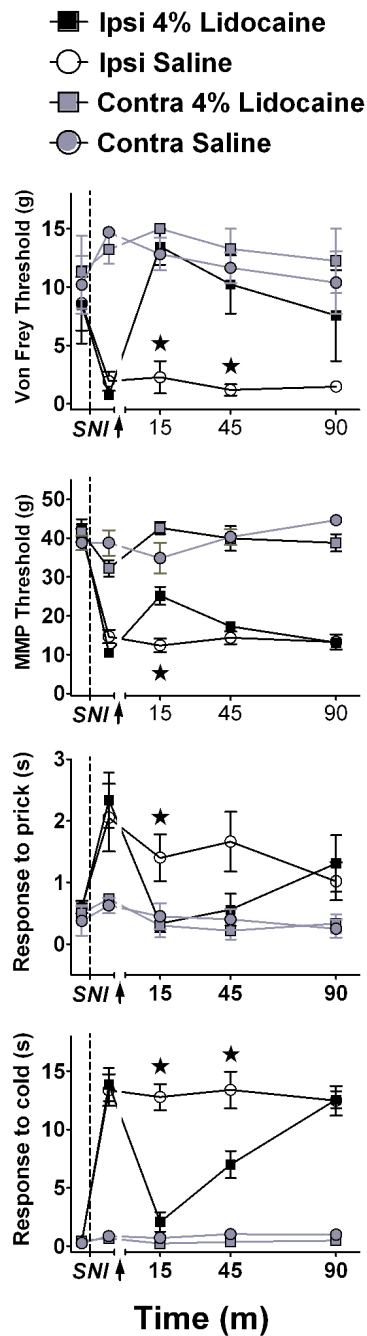 Ipsi 4% Lidocaine
Ipsi Saline
Contra 4% Lidocaine
Contra Saline
Von Frey Threshold (g)
15
10
5
0
SNI 15 45 90
MMP Threshold (g)
50
40
30
20
10
0
SNI 15 45 90
Response to prick (s)
3
2
1
0
SNI 15 45 90
Response to cold (s)
15
10
5
0
SNI 15 45 90
Time (m)